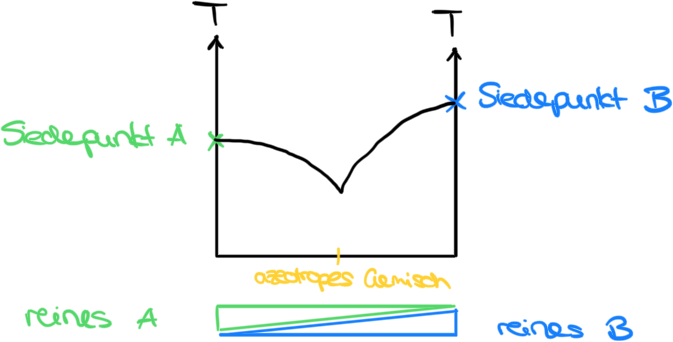 T
T
Siedepunkt B
Siedepunkt A
azeotropes Gemisch
reines A
reines B